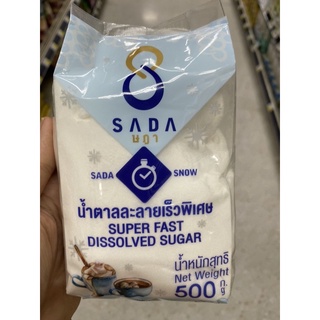 SADA
ษฎา
SADA SNOW
น้ำตาลละลายเร็วพิเศษ
SUPER FAST
DISSOLVED SUGAR
น้ำหนักสุทธิ
Net Weight
500 ก.
g.